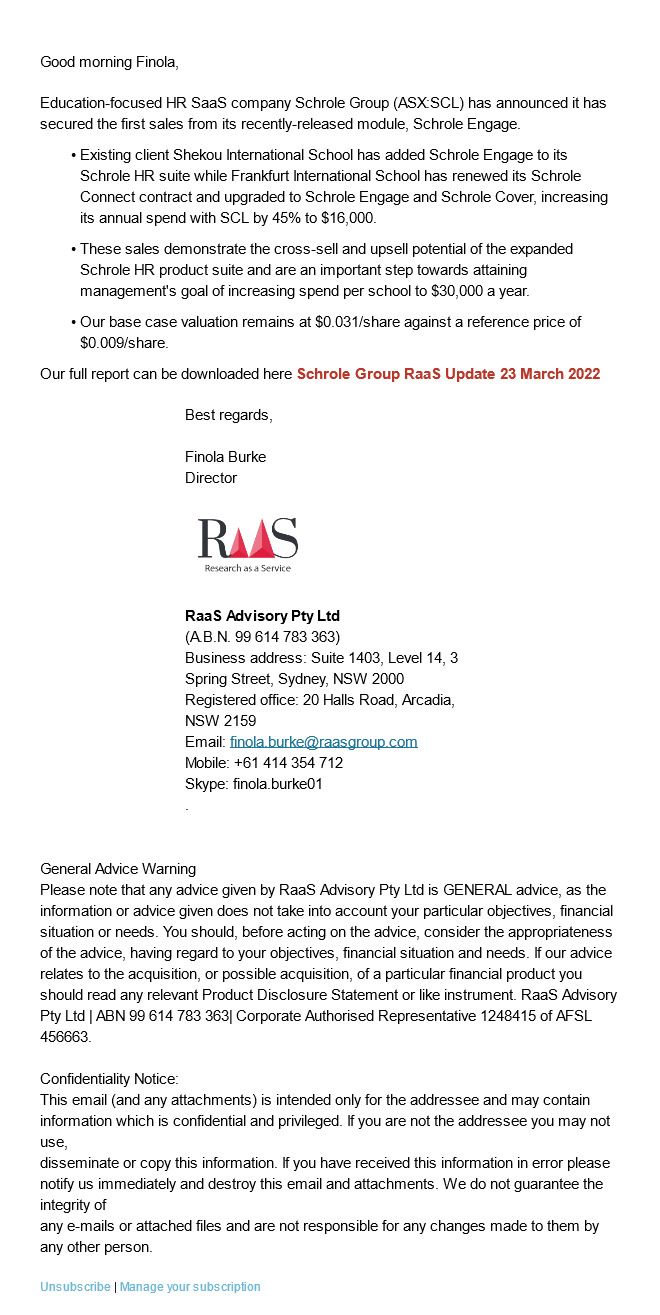 Good morning Finola,
Education-focused HR SaaS company Schrole Group (ASX:SCL) has announced it has
secured the first sales from its recently-released module, Schrole Engage.
• Existing client Shekou International School has added Schrole Engage to its
Schrole HR suite while Frankfurt International School has renewed its Schrole
Connect contract and upgraded to Schrole Engage and Schrole Cover, increasing
its annual spend with SCL by 45% to $16,000.
• These sales demonstrate the cross-sell and upsell potential of the expanded
Schrole HR product suite and are an important step towards attaining
management's goal of increasing spend per school to $30,000 a year.
• Our base case valuation remains at $0.031/share against a reference price of
$0.009/share.
Our full report can be downloaded here Schrole Group RaaS Update 23 March 2022
Best regards,
Finola Burke
Director
RaaS
Research as a Service
RaaS Advisory Pty Ltd
(A.B.N. 99 614 783 363)
Business address: Suite 1403, Level 14, 3
Spring Street, Sydney, NSW 2000
Registered office: 20 Halls Road, Arcadia,
NSW 2159
Email: finola.burke@raasgroup.com
Mobile: +61 414 354 712
Skype: finola.burke01
.
General Advice Warning
Please note that any advice given by RaaS Advisory Pty Ltd is GENERAL advice, as the
information or advice given does not take into account your particular objectives, financial
situation or needs. You should, before acting on the advice, consider the appropriateness
of the advice, having regard to your objectives, financial situation and needs. If our advice
relates to the acquisition, or possible acquisition, of a particular financial product you
should read any relevant Product Disclosure Statement or like instrument. RaaS Advisory
Pty Ltd | ABN 99 614 783 363| Corporate Authorised Representative 1248415 of AFSL
456663.
Confidentiality Notice:
This email (and any attachments) is intended only for the addressee and may contain
information which is confidential and privileged. If you are not the addressee you may not
use,
disseminate or copy this information. If you have received this information in error please
notify us immediately and destroy this email and attachments. We do not guarantee the
integrity of
any e-mails or attached files and are not responsible for any changes made to them by
any other person.
Unsubscribe | Manage your subscription